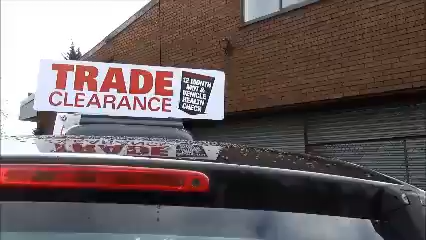 TRADE
CLEARANCE
12 MONTH
MOT &
VEHICLE
HEALTH
CHECK